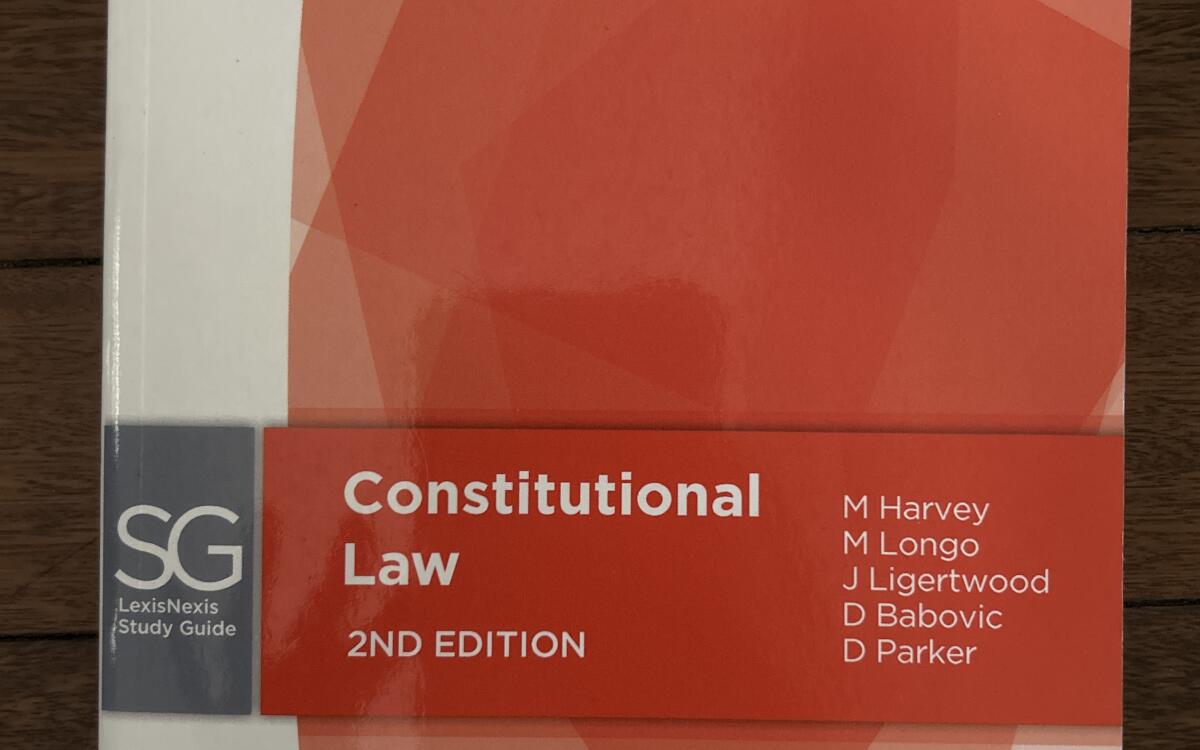 SG
LexisNexis
Study Guide
Constitutional
Law
2ND EDITION
M Harvey
M Longo
J Ligertwood
D Babovic
D Parker